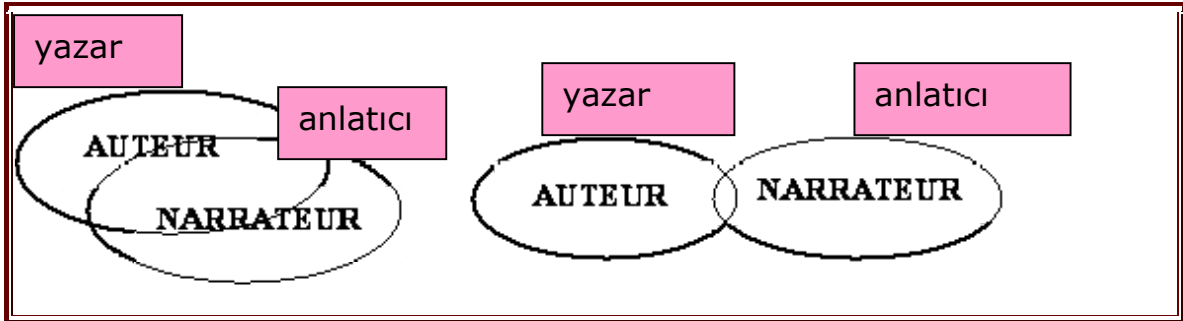 yazar
anlatıcı
AUTEUR
NARRATEUR
yazar
anlatıcı
AUTEUR
NARRATEUR